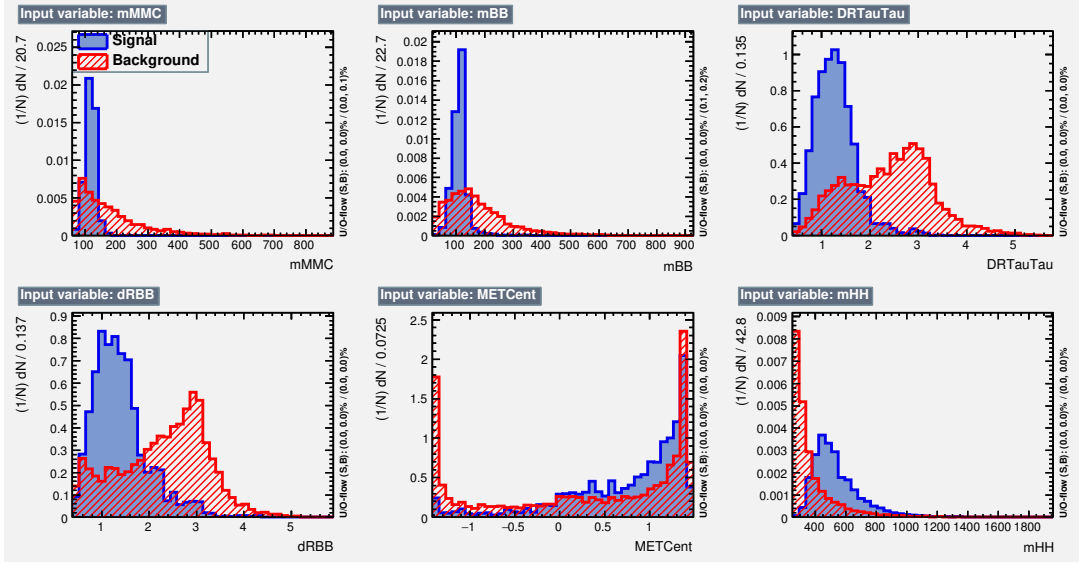 Input variable: mMMC
(1/N) dN / 20.7
0.025
0.02
0.015
0.01
0.005
0
Signal
Background
100 200 300 400 500 600 700 800
mMMC
U/O-flow (S,B): (0.0, 0.0)% / (0.0, 0.1)%
Input variable: mBB
(1/N) dN / 22.7
0.02
0.018
0.016
0.014
0.012
0.01
0.008
0.006
0.004
0.002
0
100 200 300 400 500 600 700 800 900
mBB
U/O-flow (S,B): (0.0, 0.0)% / (0.1, 0.2)%
Input variable: DRTauTau
(1/N) dN / 0.135
1
0.8
0.6
0.4
0.2
0
1 2 3 4 5
DRTauTau
U/O-flow (S,B): (0.0, 0.0)% / (0.0, 0.0)%
Input variable: dRBB
(1/N) dN / 0.137
0.9
0.8
0.7
0.6
0.5
0.4
0.3
0.2
0.1
0
1 2 3 4 5
dRBB
U/O-flow (S,B): (0.0, 0.0)% / (0.0, 0.0)%
Input variable: METCent
(1/N) dN / 0.0725
2.5
2
1.5
1
0.5
0
−1 −0.5 0 0.5 1
METCent
U/O-flow (S,B): (0.0, 0.0)% / (0.0, 0.0)%
Input variable: mHH
(1/N) dN / 42.8
0.009
0.008
0.007
0.006
0.005
0.004
0.003
0.002
0.001
0
400 600 800 1000 1200 1400 1600 1800
mHH
U/O-flow (S,B): (0.0, 0.0)% / (0.0, 0.0)%